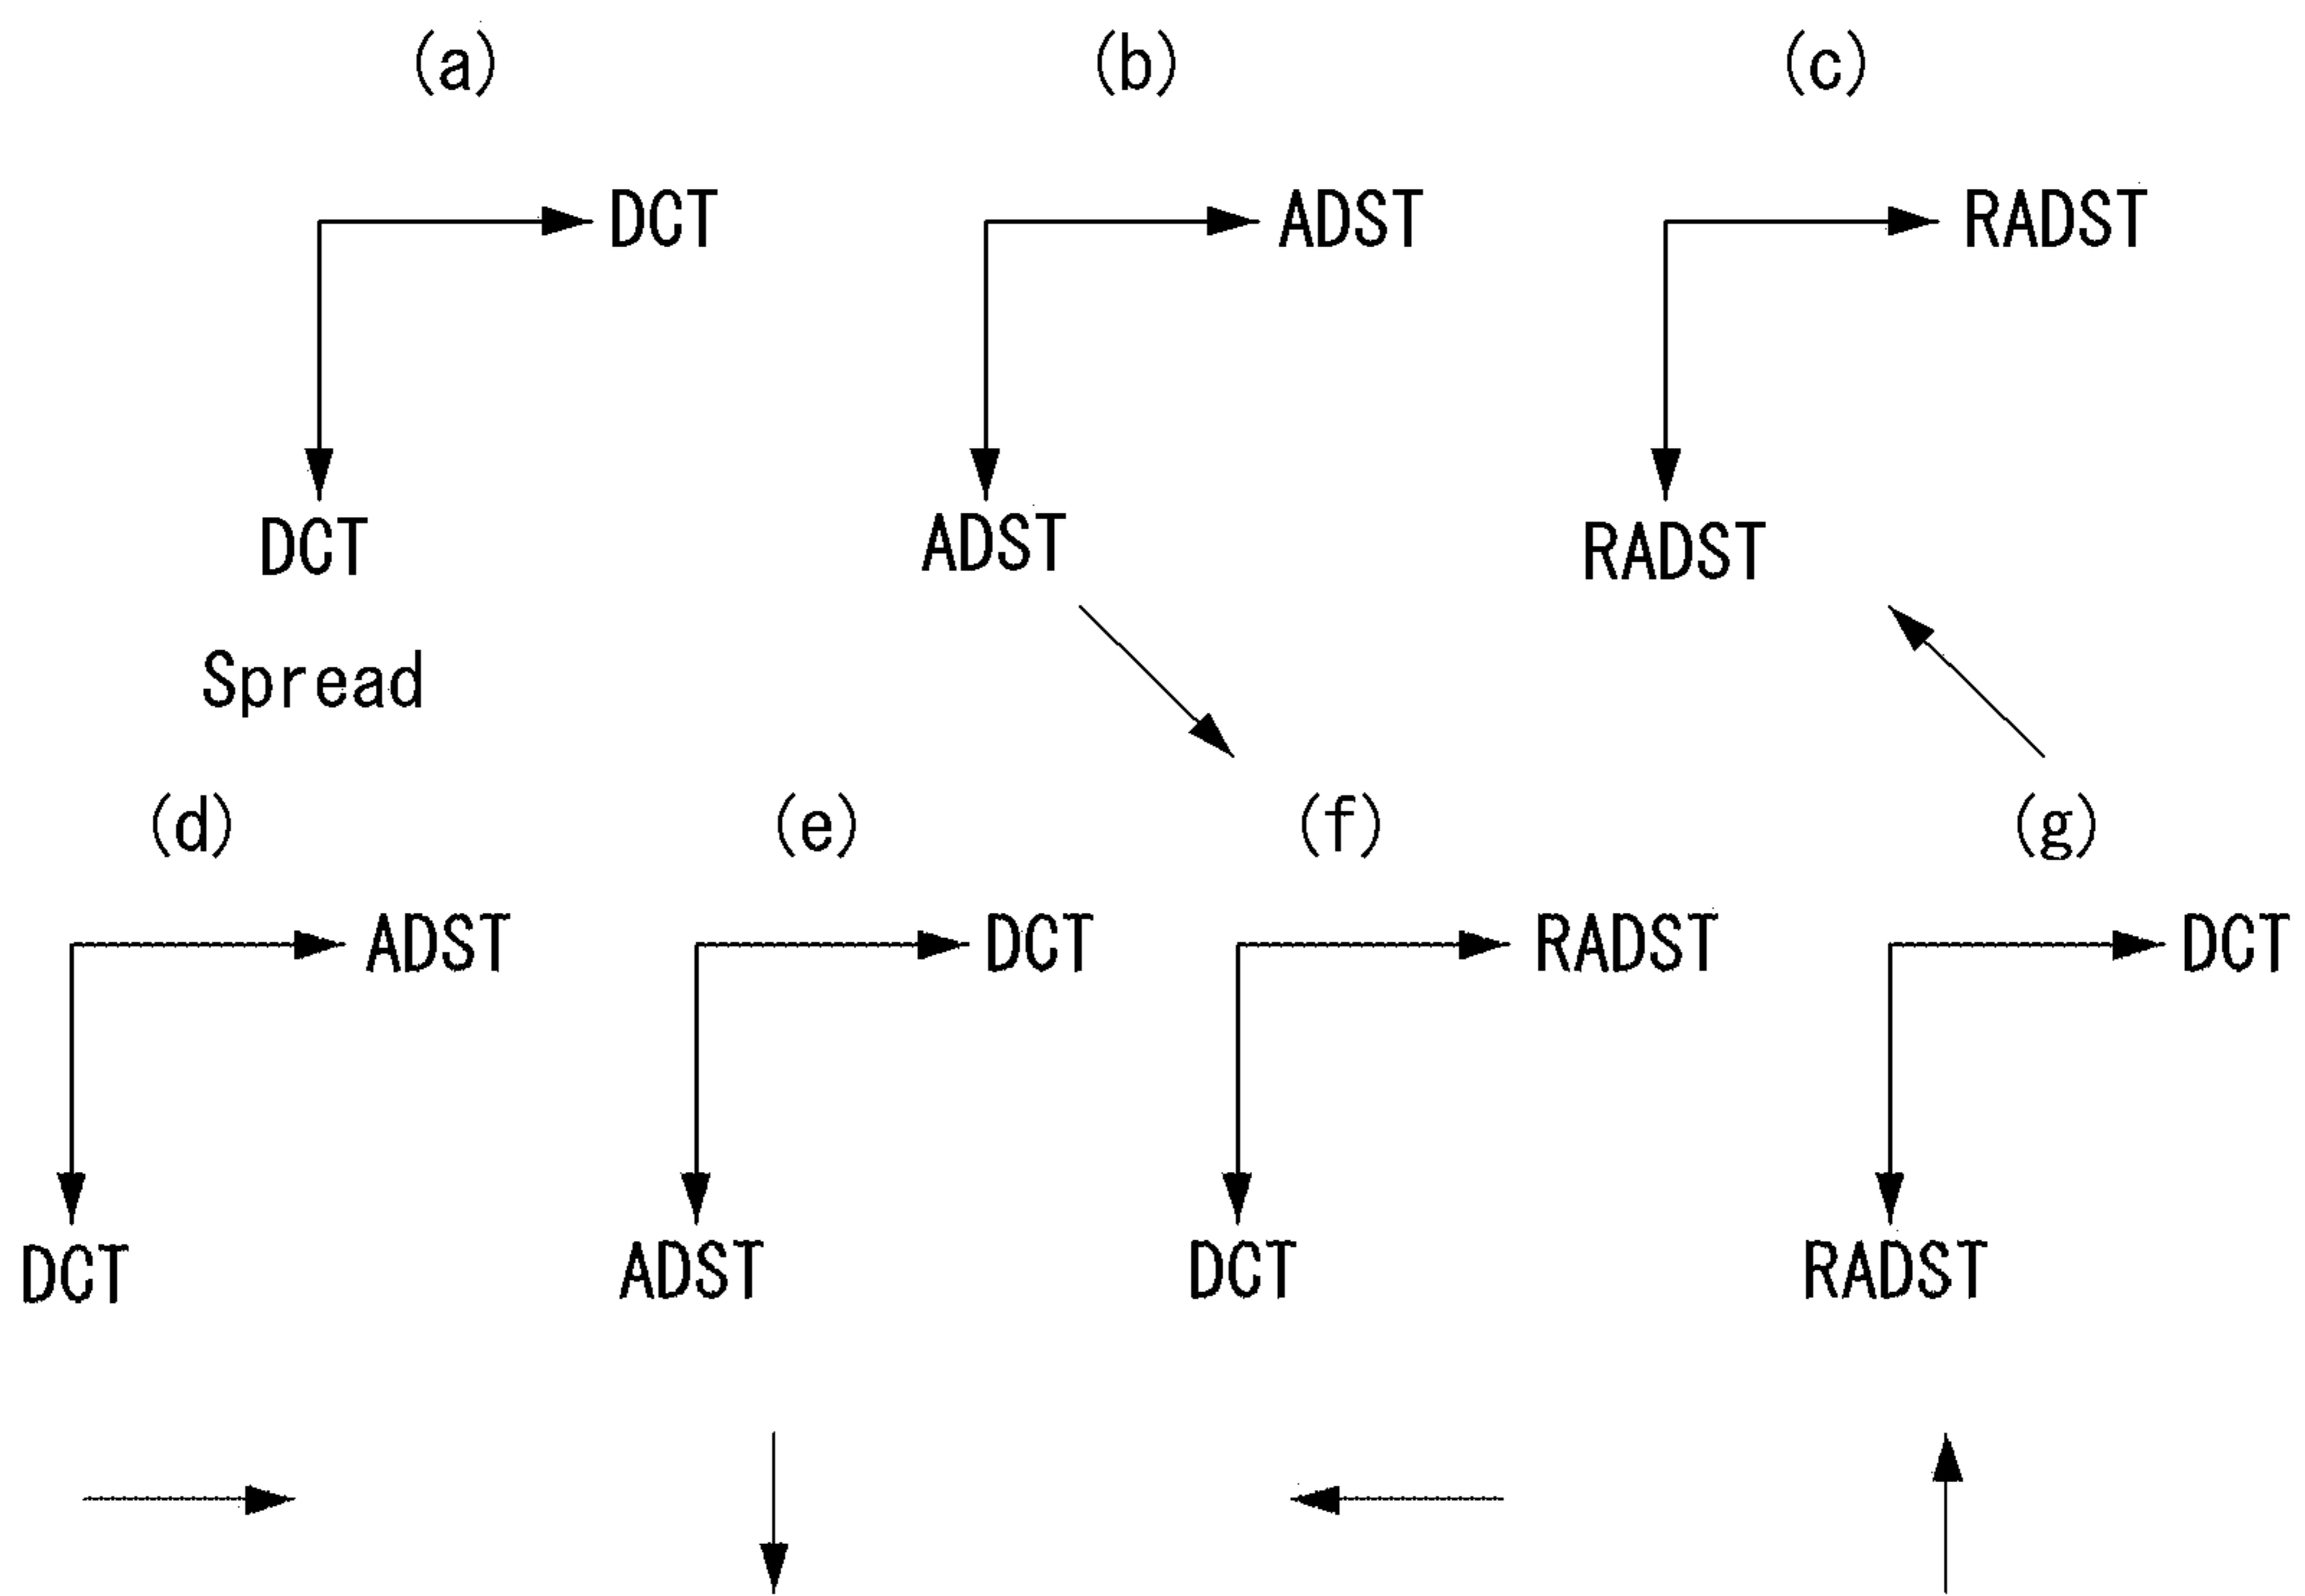 (a) (b) (c)
DCT ADST RADST
DCT ADST RADST
Spread
(d) (e) (f) (g)
ADST DCT RADST DCT
DCT ADST DCT RADST